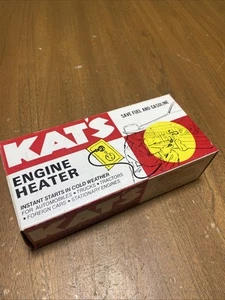 KAT'S
SAVE FUEL AND GASOLINE
ENGINE
HEATER
INSTANT STARTS IN COLD WEATHER
FOR AUTOMOBILES • TRUCKS • TRACTORS
• FOREIGN CARS • STATIONARY ENGINES
KAT'S